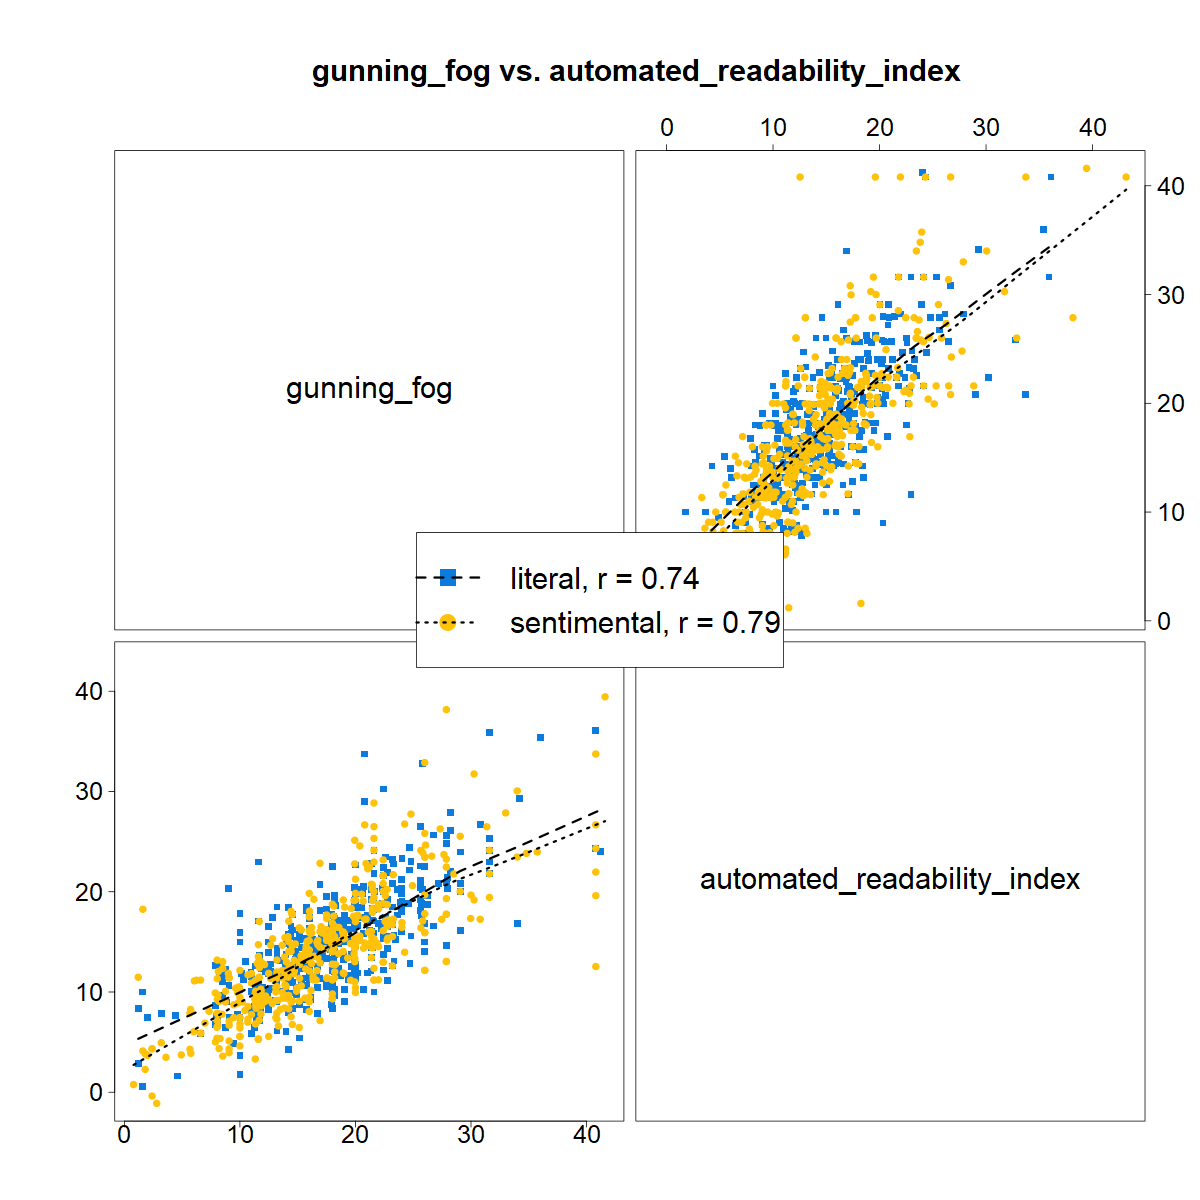 gunning_fog vs. automated_readability_index
0 10 20 30 40
gunning_fog
40
30
20
10
0
literal, r = 0.74
sentimental, r = 0.79
40
30
20
10
0
automated_readability_index
0 10 20 30 40